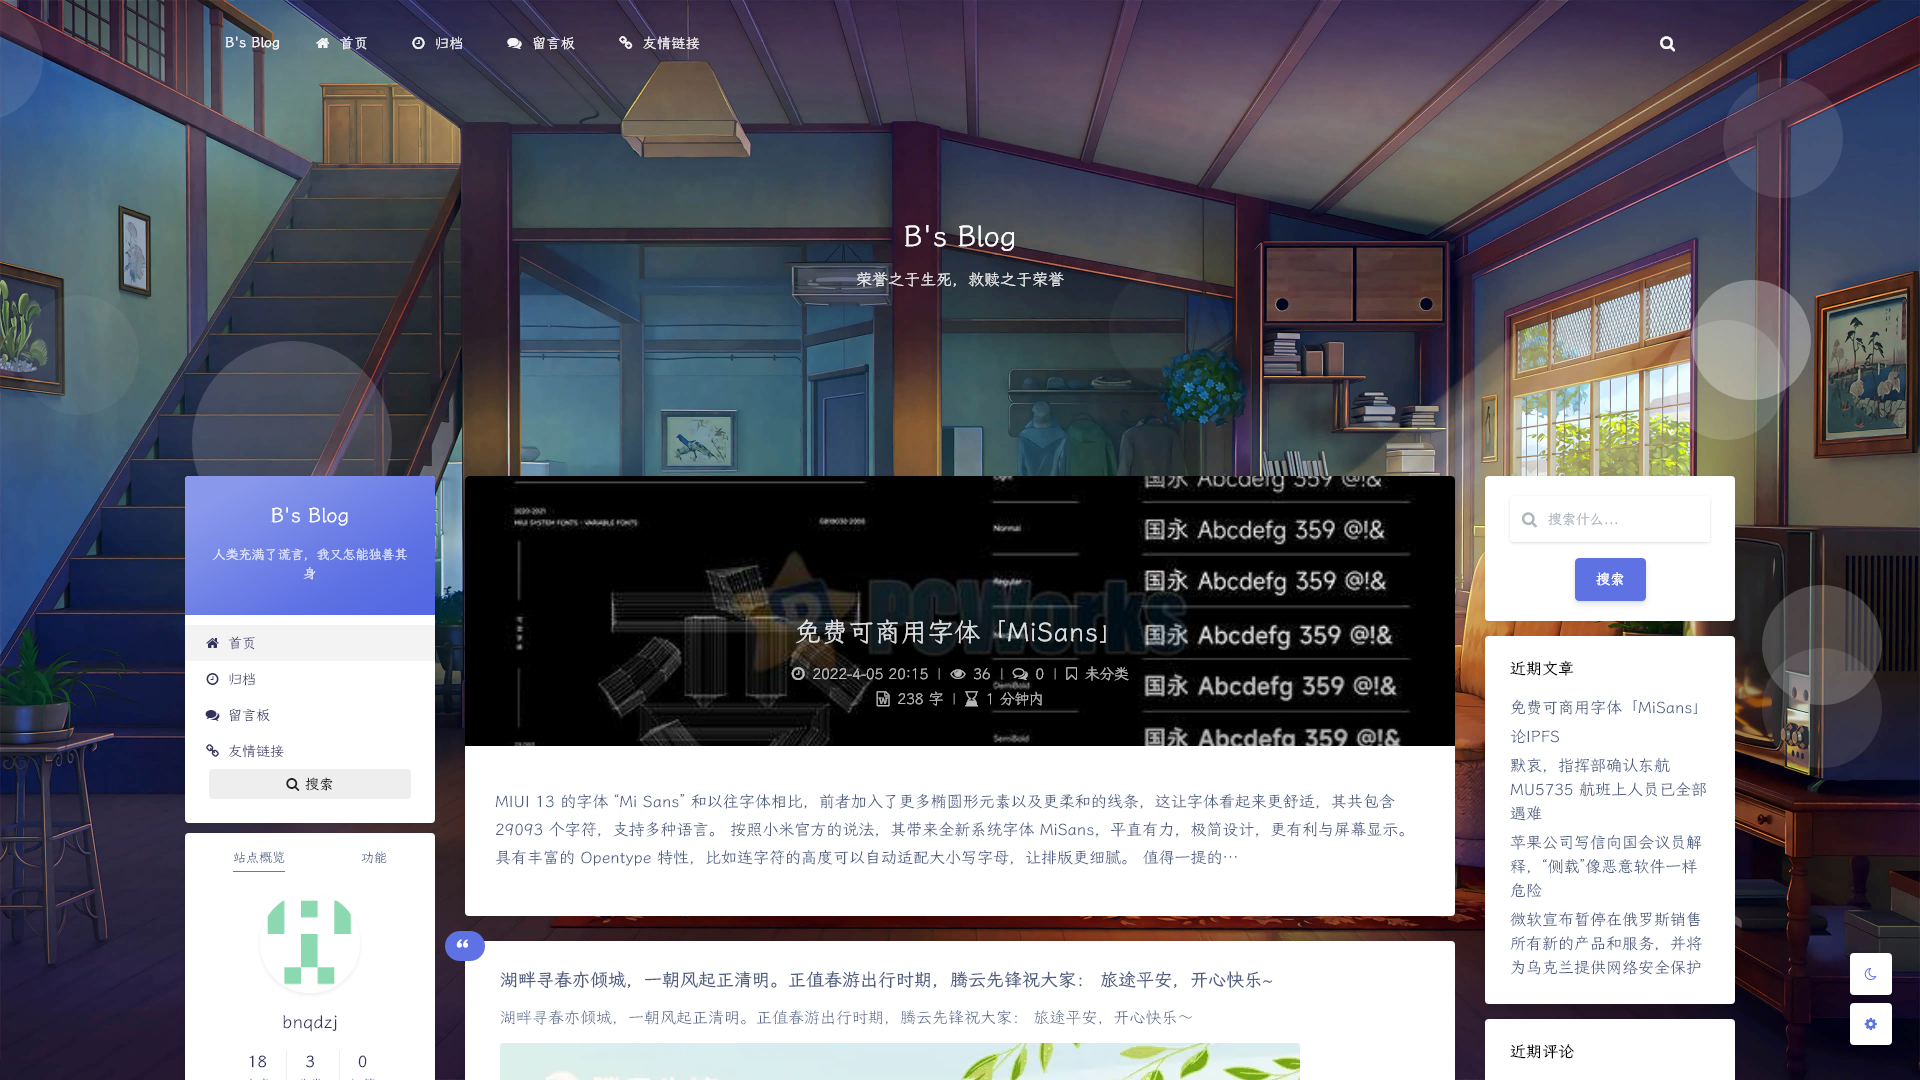 B's Blog 首页 归档 留言板 友情链接
B's Blog
荣誉之于生死，救赎之于荣誉
B's Blog
人类充满了谎言，我又怎能独善其
身
首页
归档
留言板
友情链接
搜索
站点概览 功能
bnqdzj
18 3 0
2020-2021
MIUI SYSTEM FONTS - VARIABLE FONTS
PCWorks
Normal
Regular
SemiBold
国永 Abcdefg 359 @!&
国永 Abcdefg 359 @!&
国永 Abcdefg 359 @!&
国永 Abcdefg 359 @!&
国永 Abcdefg 359 @!&
国永 Abcdefg 359 @!&
免费可商用字体「MiSans」
2022-4-05 20:15 | 36 | 0 | 未分类
238 字 | 1 分钟内
MIUI 13 的字体 “Mi Sans” 和以往字体相比，前者加入了更多椭圆形元素以及更柔和的线条，这让字体看起来更舒适，其共包含
29093 个字符，支持多种语言。 按照小米官方的说法，其带来全新系统字体 MiSans，平直有力，极简设计，更有利与屏幕显示。
具有丰富的 Opentype 特性，比如连字符的高度可以自动适配大小写字母，让排版更细腻。 值得一提的…
湖畔寻春亦倾城，一朝风起正清明。正值春游出行时期，腾云先锋祝大家： 旅途平安，开心快乐~
湖畔寻春亦倾城，一朝风起正清明。正值春游出行时期，腾云先锋祝大家： 旅途平安，开心快乐～
搜索什么...
搜索
近期文章
免费可商用字体「MiSans」
论IPFS
默哀，指挥部确认东航
MU5735 航班上人员已全部
遇难
苹果公司写信向国会议员解
释，“侧载”像恶意软件一样
危险
微软宣布暂停在俄罗斯销售
所有新的产品和服务，并将
为乌克兰提供网络安全保护
近期评论